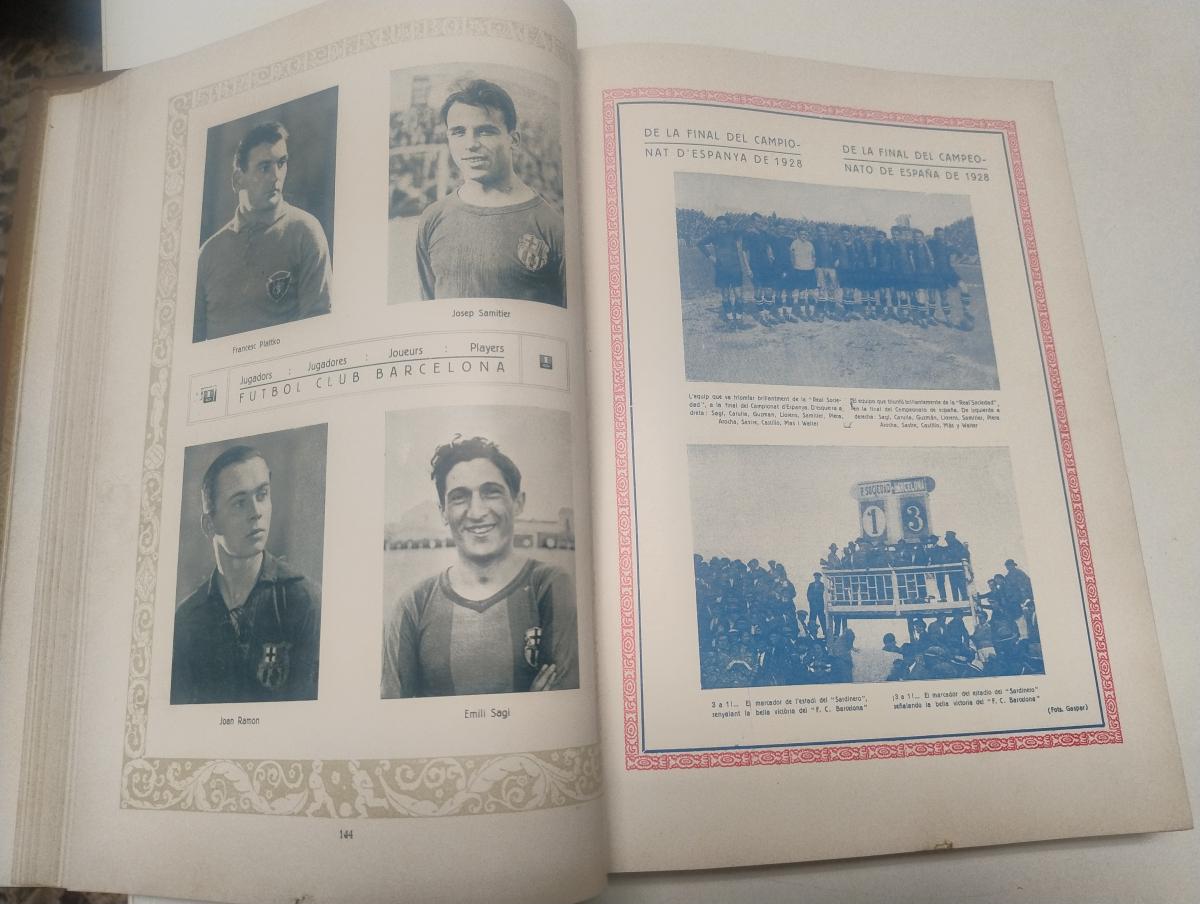 Francesc Plattko
Josep Samitier
Jugadors : Jugadores : Joueurs : Players
FUTBOL CLUB BARCELONA
Joan Ramon
Emili Sagi
144
DE LA FINAL DEL CAMPIO-
NAT D'ESPANYA DE 1928
DE LA FINAL DEL CAMPEO-
NATO DE ESPAÑA DE 1928
L'equip que va triomfar brillantment de la "Real Socie-
dad", a la final del Campionat d'Espanya. D'esquera a
dreta: Sagi, Carulla, Guzman, Llorens, Samitier, Piera,
Arocha, Sastre, Castillo, Mas i Walter
El equipo que triunfó brillantemente de la "Real Sociedad",
en la final del Campeonato de españa. De izquierda a
derecha: Sagi, Carulla, Guzmán, Llorens, Samitier, Piera,
Arocha, Sastre, Castillo, Más y Walter
R. SOCIEDAD BARCELONA
1 3
3 a 1!... El marcador de l'estadi del "Sardinero",
senyalant la bella victòria del "F. C. Barcelona"
¡3 a 1!... El marcador del estadio del "Sardinero"
señalando la bella victoria del "F. C. Barcelona"
(Fots. Gaspar)